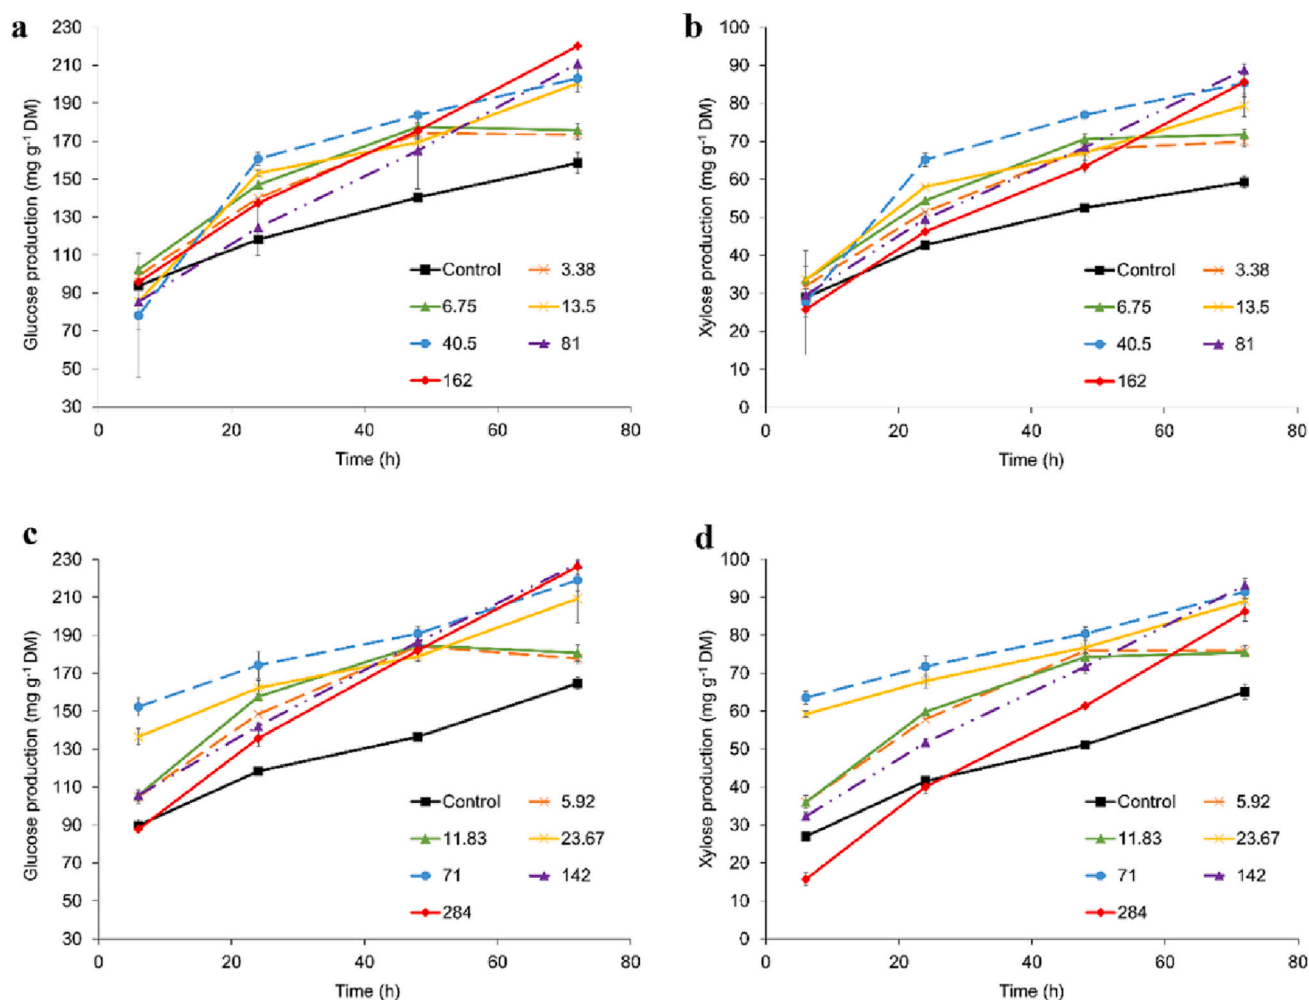 a
Glucose production (mg g⁻¹ DM)
230
210
190
170
150
130
110
90
70
50
30
0 20 40 60 80
Time (h)
Control 3.38
6.75 13.5
40.5 81
162
b
Xylose production (mg g⁻¹ DM)
100
90
80
70
60
50
40
30
20
10
0
0 20 40 60 80
Time (h)
Control 3.38
6.75 13.5
40.5 81
162
c
Glucose production (mg g⁻¹ DM)
230
210
190
170
150
130
110
90
70
50
30
0 20 40 60 80
Time (h)
Control 5.92
11.83 23.67
71 142
284
d
Xylose production (mg g⁻¹ DM)
100
90
80
70
60
50
40
30
20
10
0
0 20 40 60 80
Time (h)
Control 5.92
11.83 23.67
71 142
284